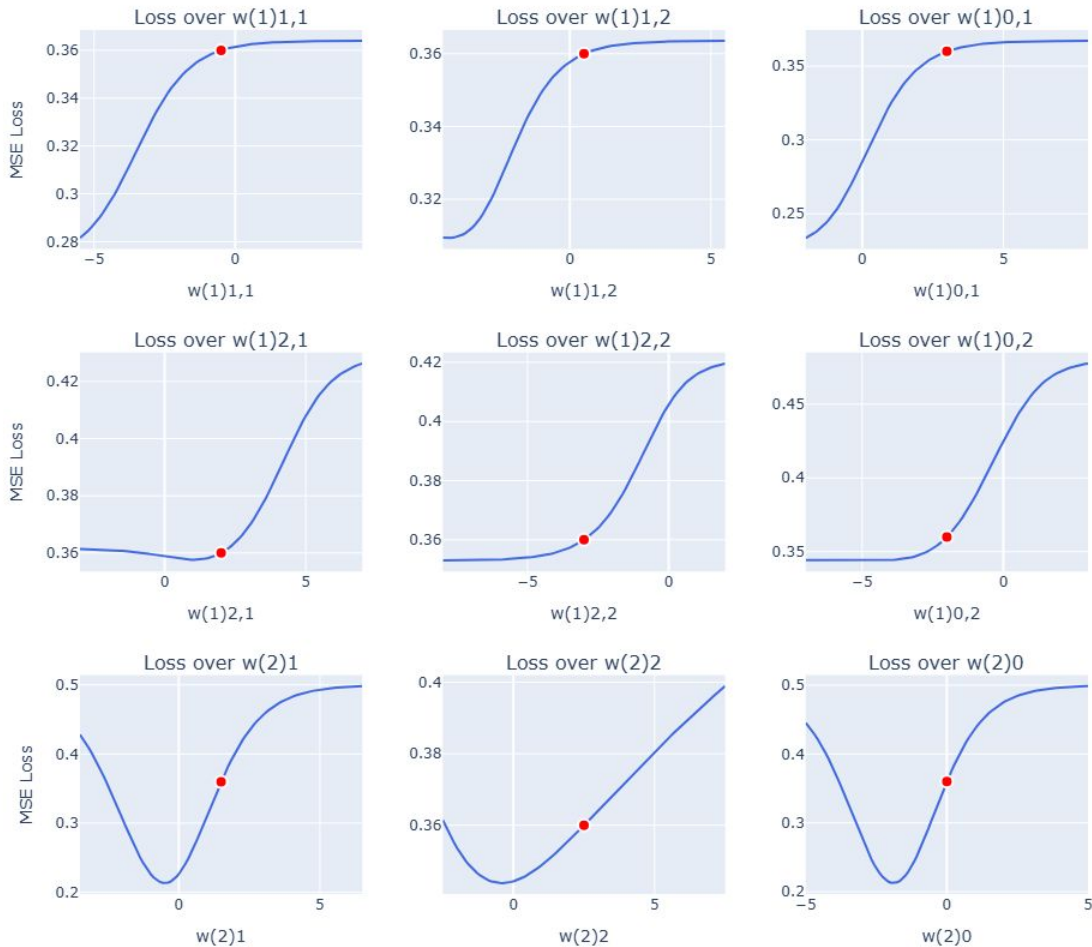 Loss over w(1)1,1
Loss over w(1)1,2
Loss over w(1)0,1
MSE Loss
0.36
0.34
0.32
0.3
0.28
−5
0
w(1)1,1
0.36
0.34
0.32
0
5
w(1)1,2
0.35
0.3
0.25
0
5
w(1)0,1
Loss over w(1)2,1
Loss over w(1)2,2
Loss over w(1)0,2
MSE Loss
0.42
0.4
0.38
0.36
0
5
w(1)2,1
0.42
0.4
0.38
0.36
−5
0
w(1)2,2
0.45
0.4
0.35
−5
0
w(1)0,2
Loss over w(2)1
Loss over w(2)2
Loss over w(2)0
MSE Loss
0.5
0.4
0.3
0.2
0
5
w(2)1
0.4
0.38
0.36
0
5
w(2)2
0.5
0.4
0.3
0.2
−5
0
5
w(2)0